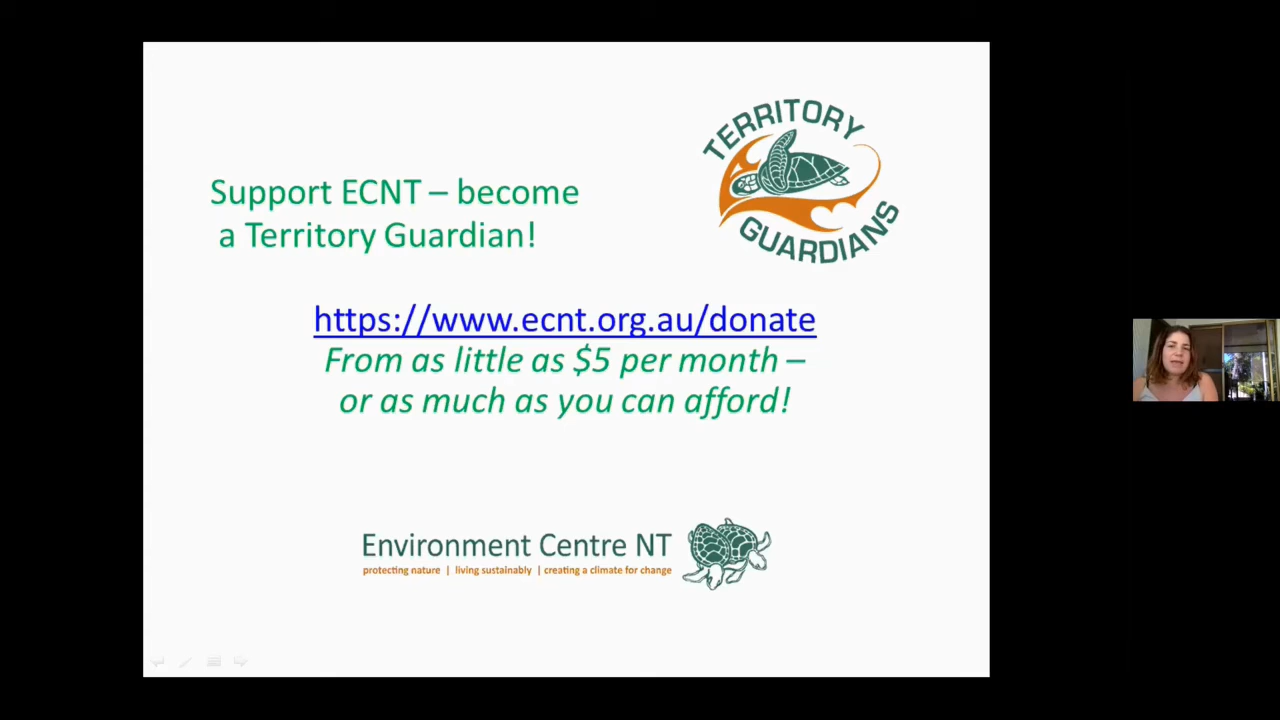 TERRITORY
GUARDIANS
Support ECNT – become
a Territory Guardian!
https://www.ecnt.org.au/donate
From as little as $5 per month –
or as much as you can afford!
Environment Centre NT
protecting nature | living sustainably | creating a climate for change